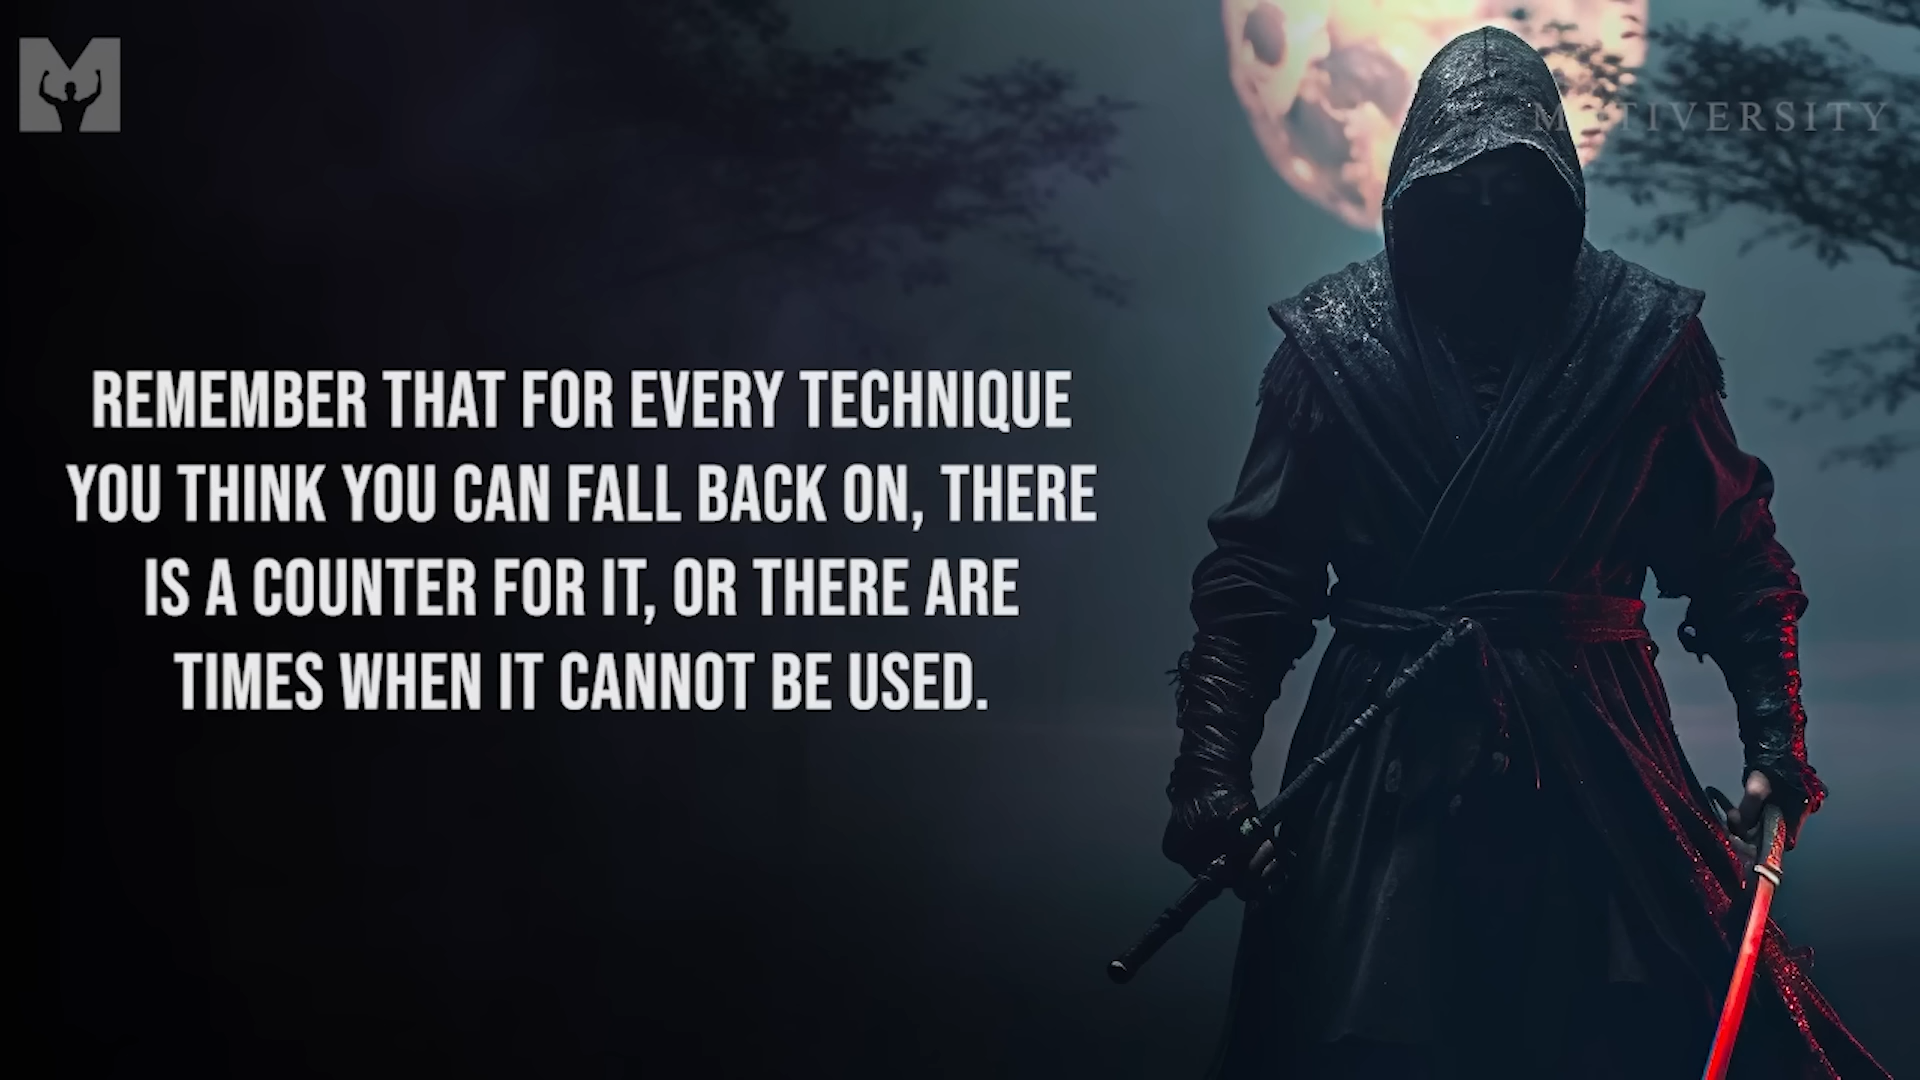 M
MOTIVERSITY
REMEMBER THAT FOR EVERY TECHNIQUE
YOU THINK YOU CAN FALL BACK ON, THERE
IS A COUNTER FOR IT, OR THERE ARE
TIMES WHEN IT CANNOT BE USED.